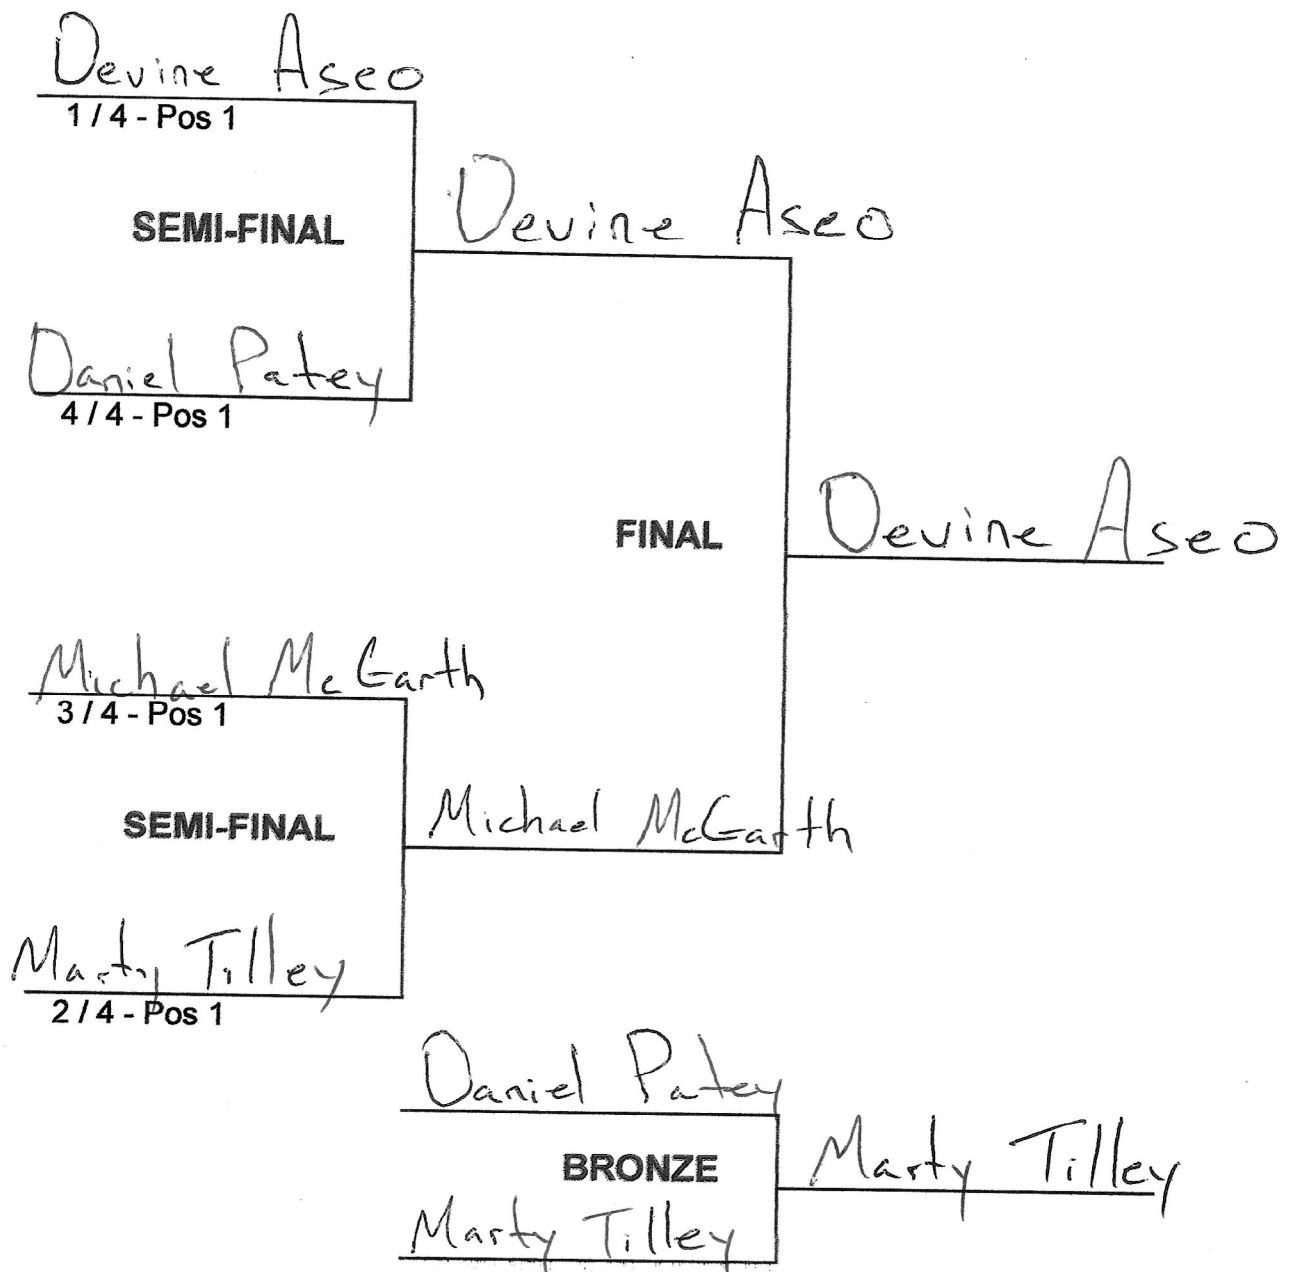 Devine Aseo
1 / 4 - Pos 1
SEMI-FINAL
Devine Aseo
Daniel Patey
4 / 4 - Pos 1
FINAL
Devine Aseo
Michael McGarth
3 / 4 - Pos 1
SEMI-FINAL
Michael McGarth
Marty Tilley
2 / 4 - Pos 1
Daniel Patey
BRONZE
Marty Tilley
Marty Tilley